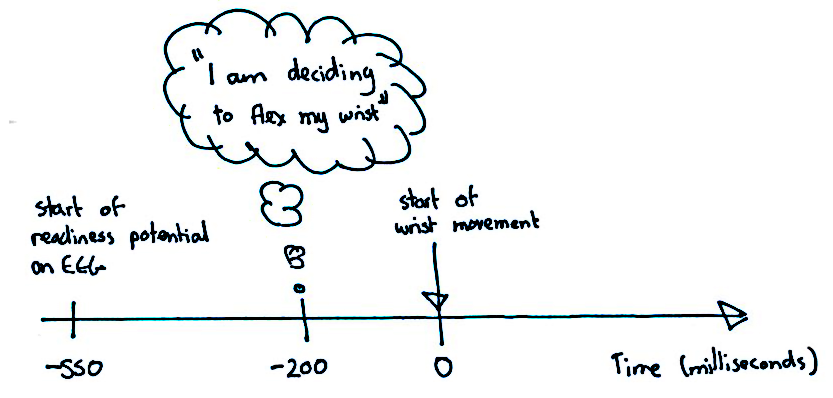 "I am deciding
to flex my wrist"
start of
readiness potential
on EEG
start of
wrist movement
-550
-200
0
Time (milliseconds)